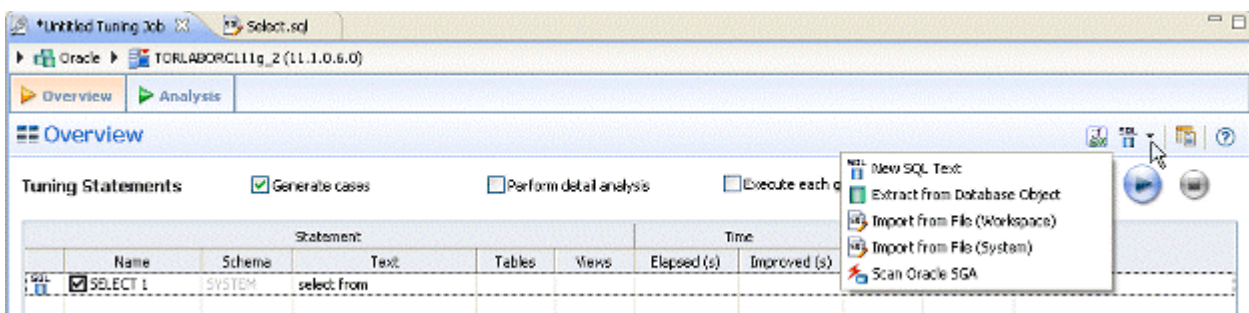 *Untitled Tuning Job Select.sql
Oracle TORLABORCL11g_2 (11.1.0.6.0)
Overview Analysis
Overview
New SQL Text
Tuning Statements Generate cases Perform detail analysis Execute each
Extract from Database Object
Import from File (Workspace)
Statement Time
Import from File (System)
Name Schema Text Tables Views Elapsed (s) Improved (s)
Scan Oracle SGA
SELECT 1 SYSTEM select from